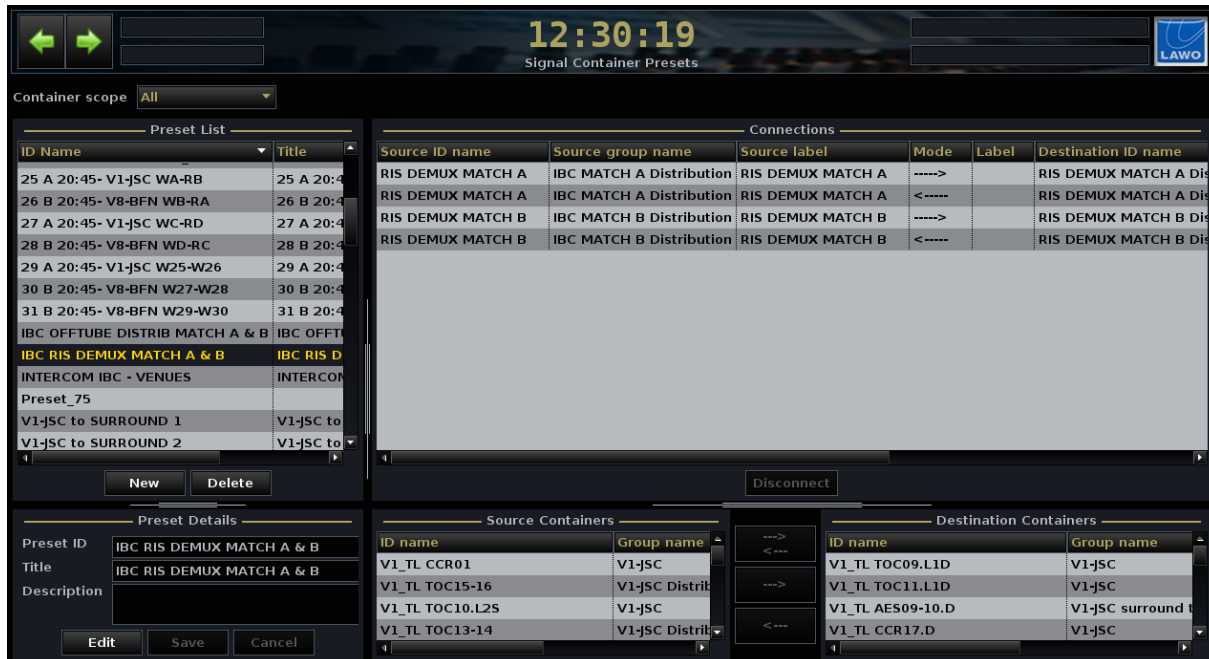 12:30:19
Signal Container Presets
LAWO
Container scope All
Preset List
ID Name Title
25 A 20:45- V1-JSC WA-RB 25 A 20:4
26 B 20:45- V8-BFN WB-RA 26 B 20:4
27 A 20:45- V1-JSC WC-RD 27 A 20:4
28 B 20:45- V8-BFN WD-RC 28 B 20:4
29 A 20:45- V1-JSC W25-W26 29 A 20:4
30 B 20:45- V8-BFN W27-W28 30 B 20:4
31 B 20:45- V8-BFN W29-W30 31 B 20:4
IBC OFFTUBE DISTRIB MATCH A & B IBC OFFTU
IBC RIS DEMUX MATCH A & B IBC RIS D
INTERCOM IBC - VENUES INTERCOM
Preset_75
V1-JSC to SURROUND 1 V1-JSC to
V1-JSC to SURROUND 2 V1-JSC to
New Delete
Connections
Source ID name Source group name Source label Mode Label Destination ID name
RIS DEMUX MATCH A IBC MATCH A Distribution RIS DEMUX MATCH A -----> RIS DEMUX MATCH A Dis
RIS DEMUX MATCH A IBC MATCH A Distribution RIS DEMUX MATCH A <----- RIS DEMUX MATCH A Dis
RIS DEMUX MATCH B IBC MATCH B Distribution RIS DEMUX MATCH B -----> RIS DEMUX MATCH B Dis
RIS DEMUX MATCH B IBC MATCH B Distribution RIS DEMUX MATCH B <----- RIS DEMUX MATCH B Dis
Disconnect
Preset Details
Preset ID IBC RIS DEMUX MATCH A & B
Title IBC RIS DEMUX MATCH A & B
Description
Edit Save Cancel
Source Containers
ID name Group name
V1_TL CCR01 V1-JSC
V1_TL TOC15-16 V1-JSC Distrib
V1_TL TOC10.L2S V1-JSC
V1_TL TOC13-14 V1-JSC Distrib
--->
<---
--->
<---
Destination Containers
ID name Group name
V1_TL TOC09.L1D V1-JSC
V1_TL TOC11.L1D V1-JSC
V1_TL AES09-10.D V1-JSC surround t
V1_TL CCR17.D V1-JSC